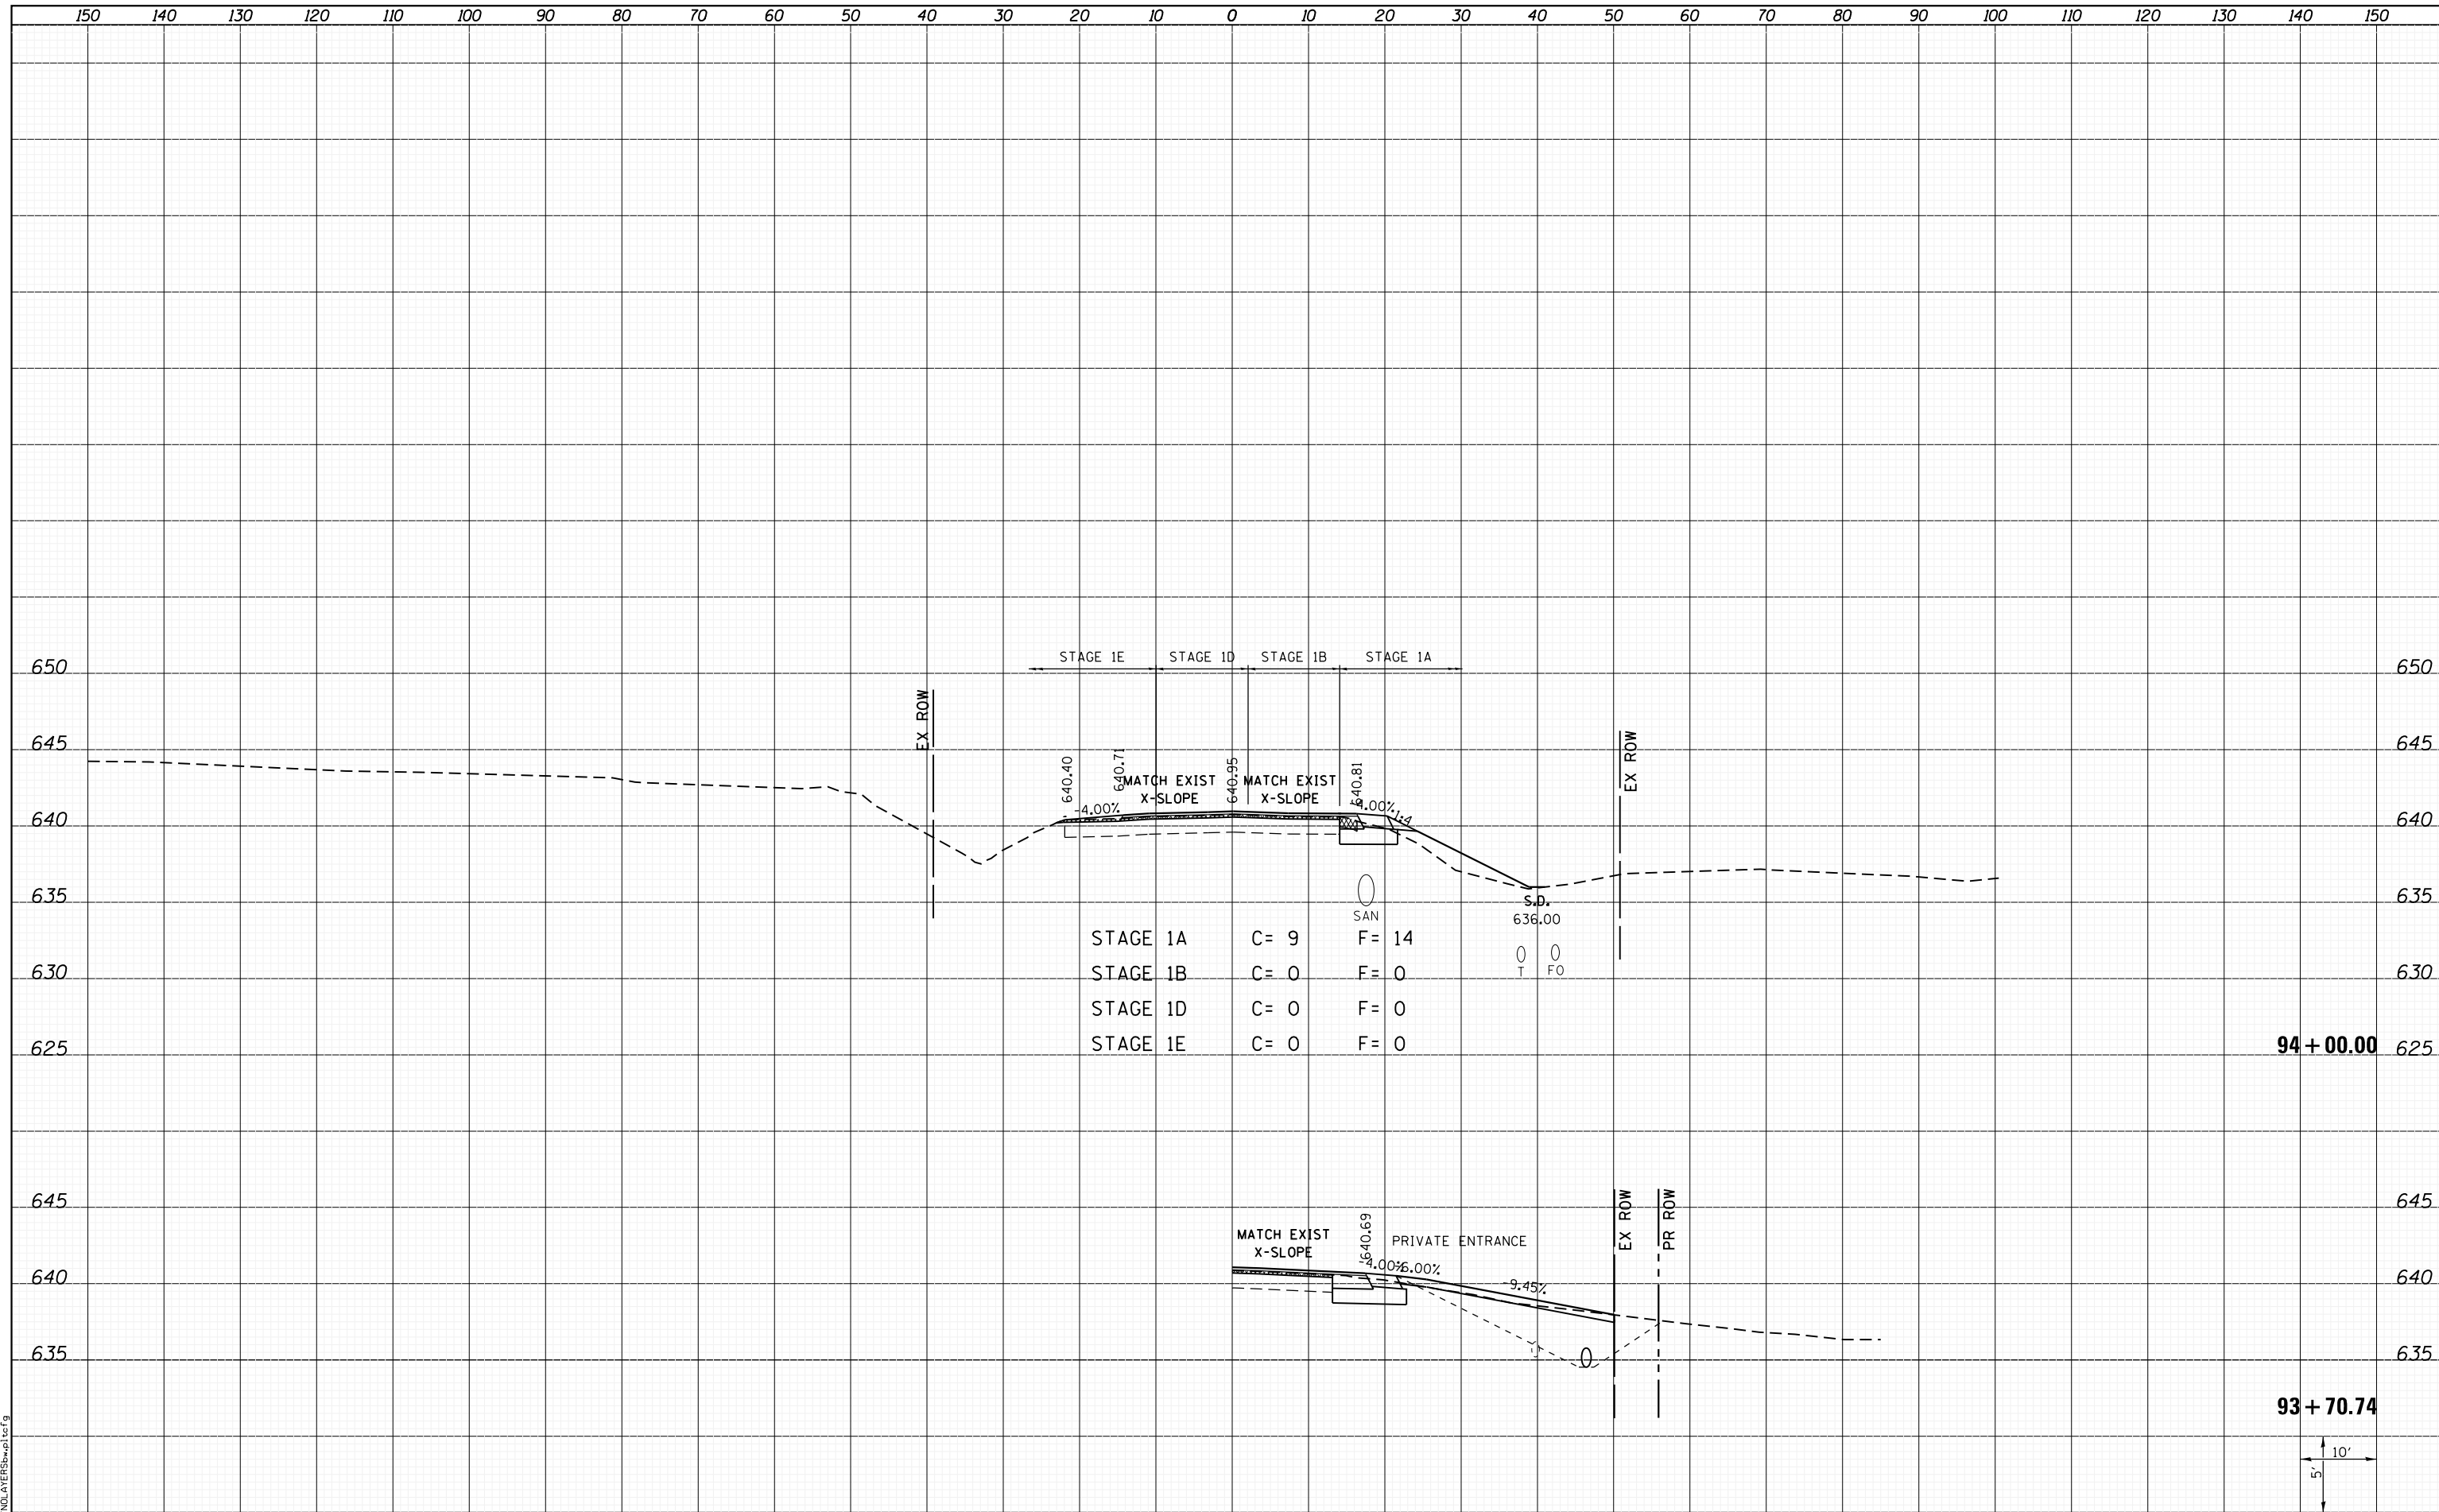 150 140 130 120 110 100 90 80 70 60 50 40 30 20 10 0 10 20 30 40 50 60 70 80 90 100 110 120 130 140 150
STAGE 1E STAGE 1D STAGE 1B STAGE 1A
650 650
EX ROW
EX ROW
645 645
640.40
640.71
MATCH EXIST
X-SLOPE
640.95
MATCH EXIST
X-SLOPE
640.81
-4.00%
-4.00%
1:4
640 640
635 635
SAN
S.D.
636.00
STAGE 1A C= 9 F= 14
T FO
630 630
STAGE 1B C= 0 F= 0
STAGE 1D C= 0 F= 0
STAGE 1E C= 0 F= 0
625 94+00.00 625
645 645
EX ROW
PR ROW
MATCH EXIST
X-SLOPE
640.69
PRIVATE ENTRANCE
-4.00%
-6.00%
-9.45%
640 640
635 635
93+70.74
10'
5'
NOLAYERSbw.pltcfg